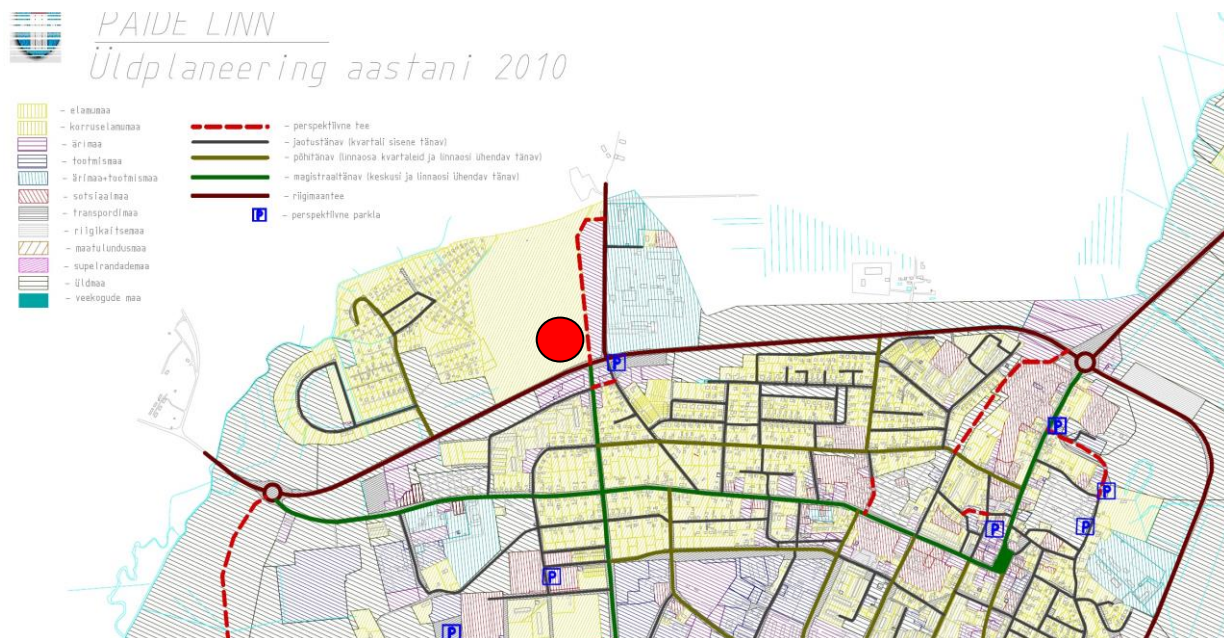 PAIDE LINN
Üldplaneering aastani 2010
- elamumaa
- korruselamumaa
- ärimaa
- tootmismaa
- ärimaa+tootmismaa
- sotsiaalmaa
- transpordimaa
- riigikaitsemaa
- maatulundusmaa
- supelrandademaa
- üldmaa
- veekogude maa
- perspektiivne tee
- jaotustänav (kvartali sisene tänav)
- põhitänav (linnaosa kvartaleid ja linnaosi ühendav tänav)
- magistraaltänav (keskusi ja linnaosi ühendav tänav)
- riigimaantee
P - perspektiivne parkla
P
P
P
P
P
P
P